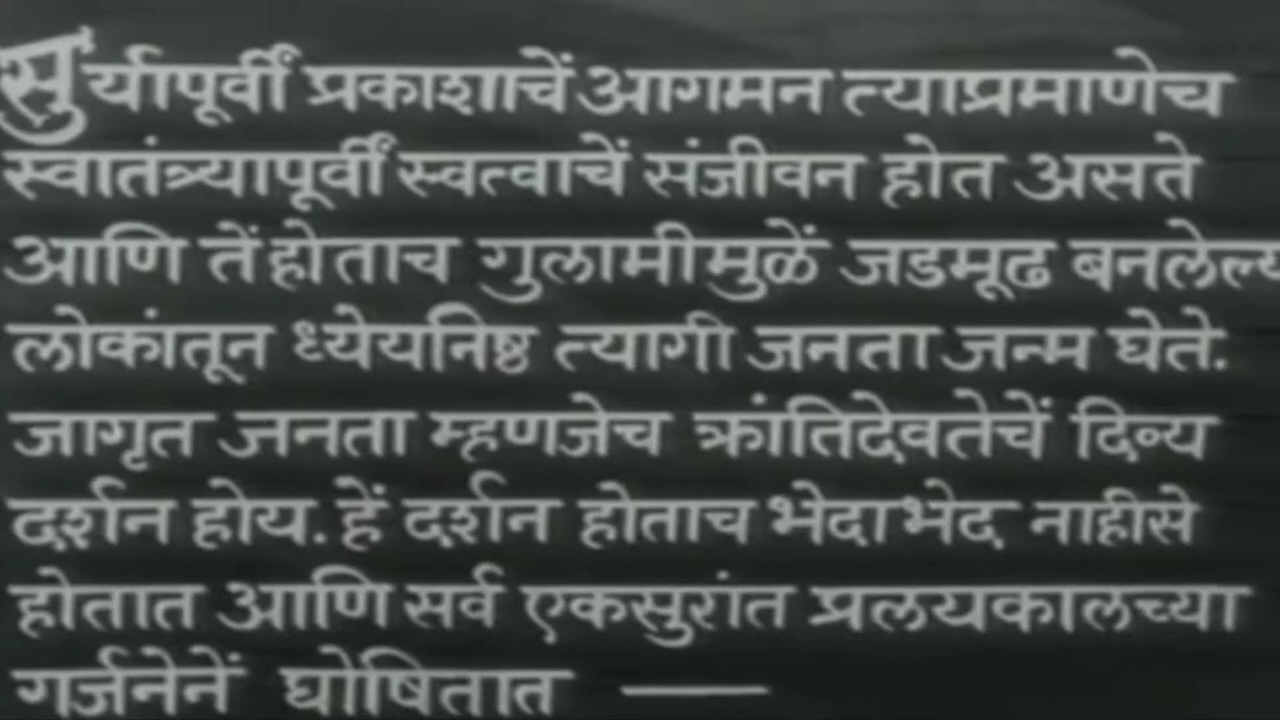 सुर्यापूर्वीं प्रकाशाचें आगमन त्याप्रमाणेच
स्वातंत्र्यापूर्वीं स्वत्वाचें संजीवन होत असते
आणि तें होताच गुलामीमुळें जडमूढ बनलेल्य
लोकांतून ध्येयनिष्ठ त्यागी जनता जन्म घेते.
जागृत जनता म्हणजेच क्रांतिदेवतेचें दिव्य
दर्शन होय. हें दर्शन होताच भेदाभेद नाहीसे
होतात आणि सर्व एकसुरांत प्रलयकालच्या
गर्जनेनें घोषितात —